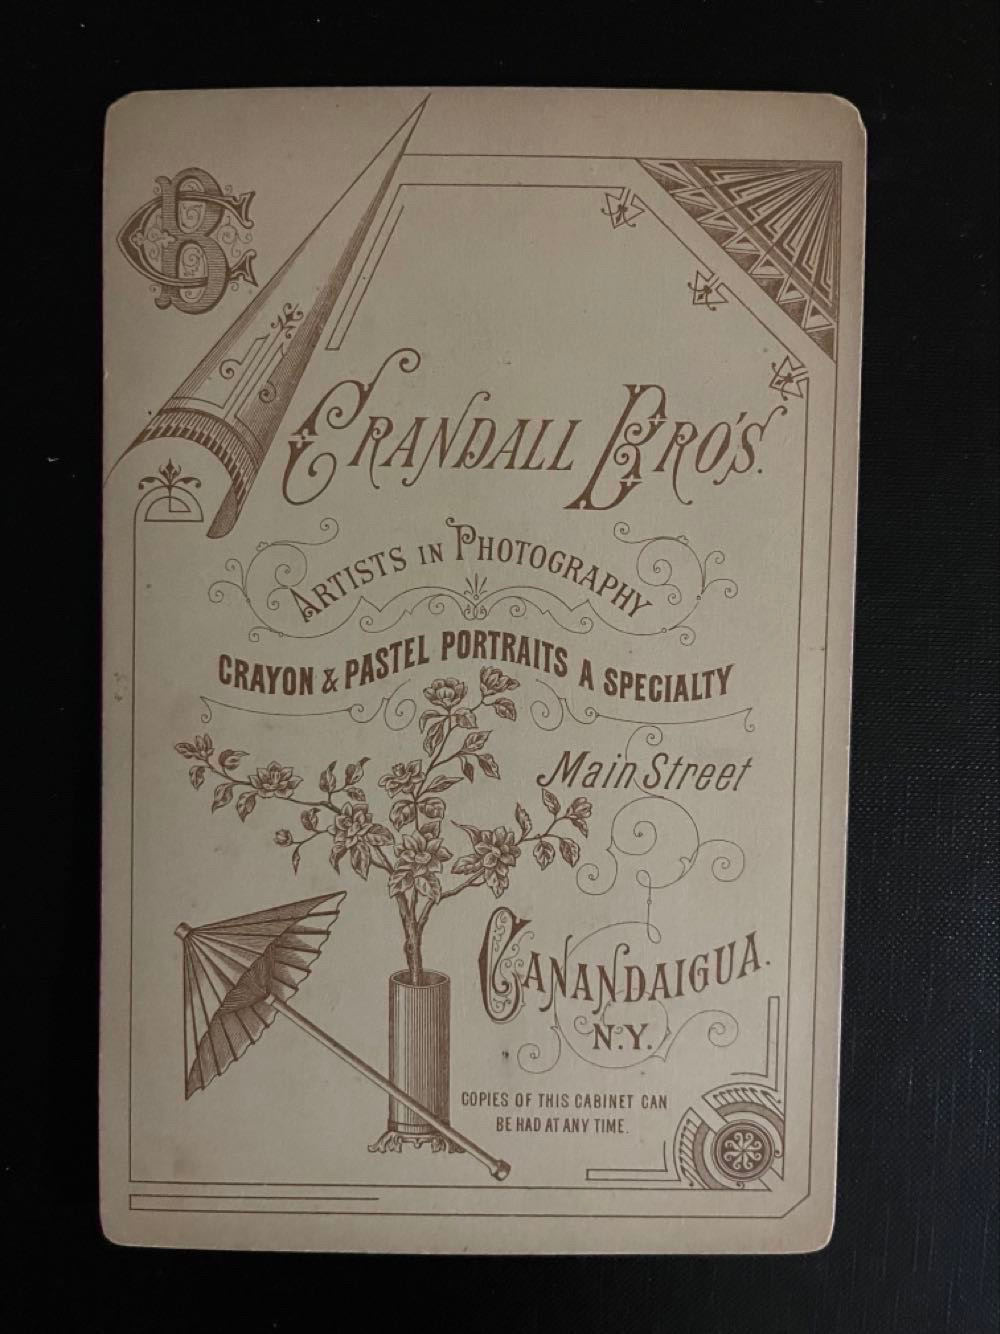 CB
CRANDALL BRO'S.
ARTISTS IN PHOTOGRAPHY
CRAYON & PASTEL PORTRAITS A SPECIALTY
Main Street
CANANDAIGUA.
N.Y.
COPIES OF THIS CABINET CAN
BE HAD AT ANY TIME.